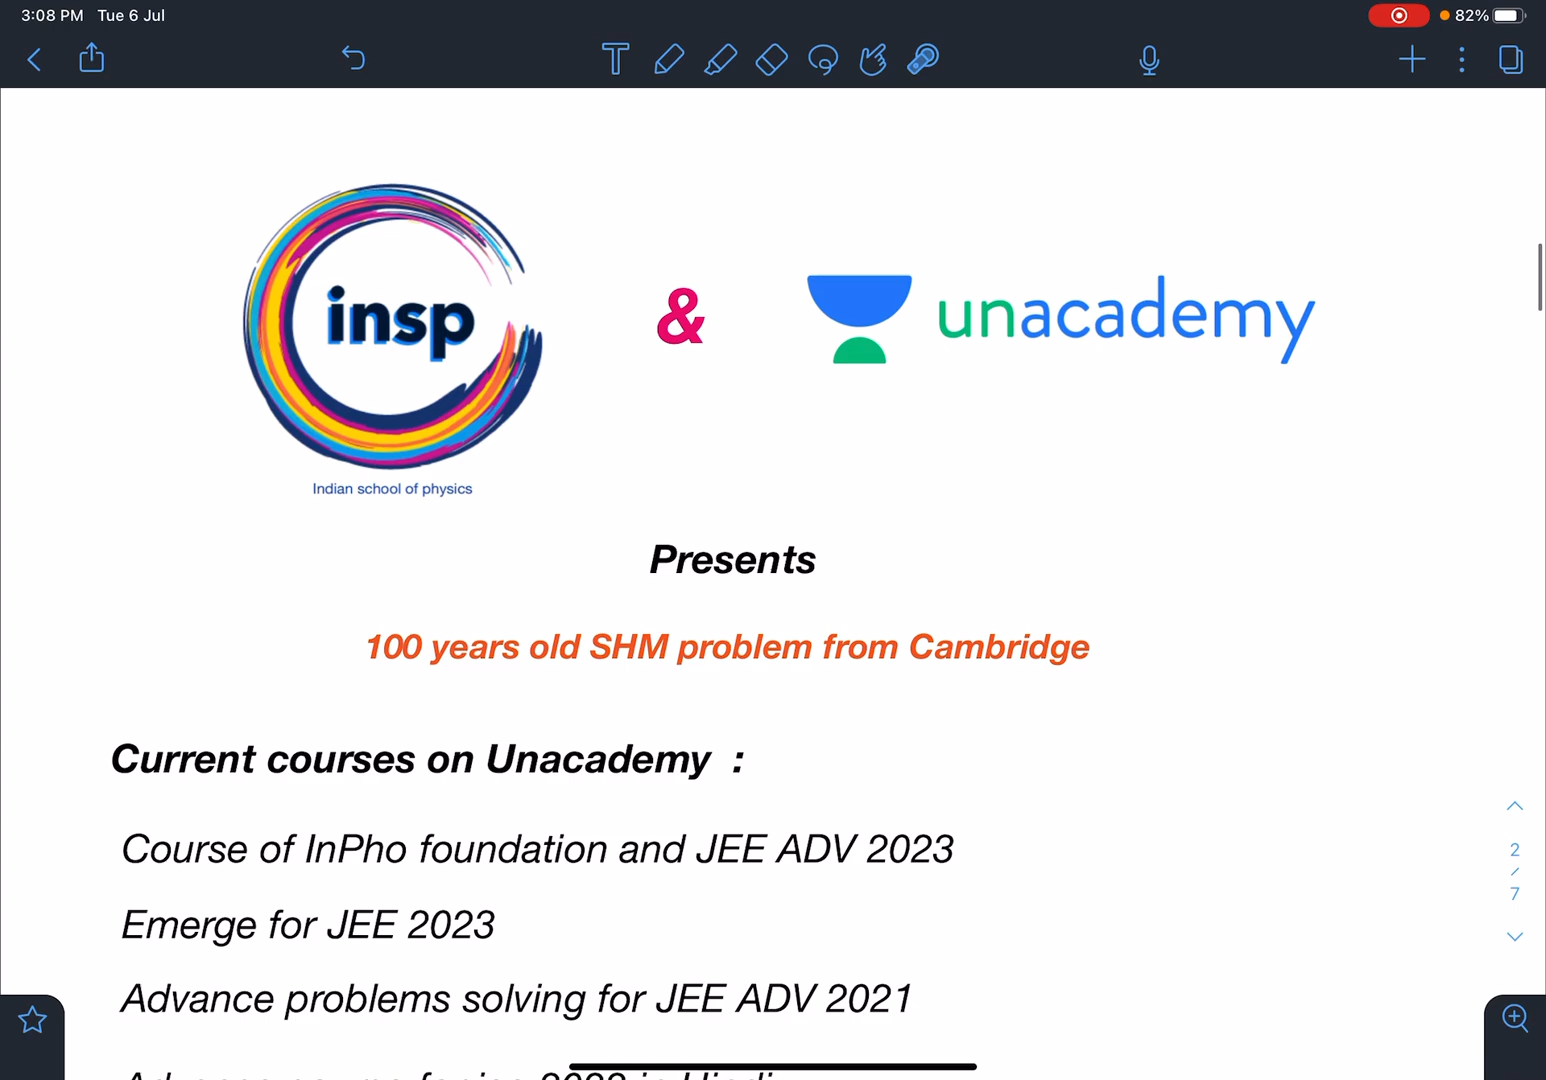 3:08 PM Tue 6 Jul
82%
insp
&
unacademy
Indian school of physics
Presents
100 years old SHM problem from Cambridge
Current courses on Unacademy :
Course of InPho foundation and JEE ADV 2023
Emerge for JEE 2023
2
/
7
Advance problems solving for JEE ADV 2021